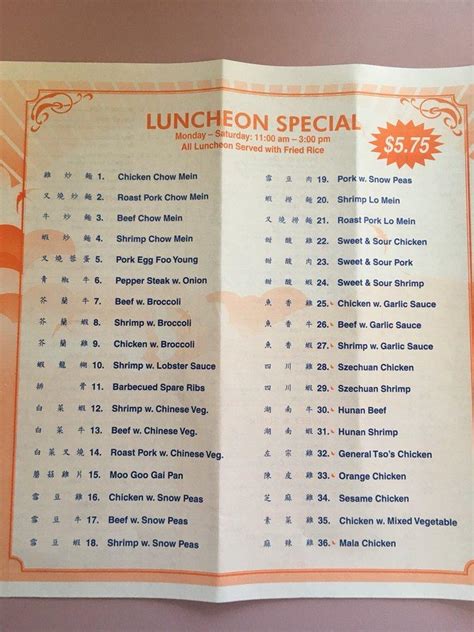 LUNCHEON SPECIAL
Monday – Saturday: 11:00 am – 3:00 pm
All Luncheon Served with Fried Rice
$5.75
雞 炒 麵 1. Chicken Chow Mein
叉 燒 炒 麵 2. Roast Pork Chow Mein
牛 炒 麵 3. Beef Chow Mein
蝦 炒 麵 4. Shrimp Chow Mein
叉 燒 蓉 蛋 5. Pork Egg Foo Young
青 椒 牛 6. Pepper Steak w. Onion
芥 蘭 牛 7. Beef w. Broccoli
芥 蘭 蝦 8. Shrimp w. Broccoli
芥 蘭 雞 9. Chicken w. Broccoli
蝦 龍 糊 10. Shrimp w. Lobster Sauce
排 骨 11. Barbecued Spare Ribs
白 菜 蝦 12. Shrimp w. Chinese Veg.
白 菜 牛 13. Beef w. Chinese Veg.
白 菜 叉 燒 14. Roast Pork w. Chinese Veg.
蘑 菇 雞 片 15. Moo Goo Gai Pan
雪 豆 雞 16. Chicken w. Snow Peas
雪 豆 牛 17. Beef w. Snow Peas
雪 豆 蝦 18. Shrimp w. Snow Peas
雪 豆 肉 19. Pork w. Snow Peas
蝦 撈 麵 20. Shrimp Lo Mein
叉 燒 撈 麵 21. Roast Pork Lo Mein
甜 酸 雞 22. Sweet & Sour Chicken
甜 酸 肉 23. Sweet & Sour Pork
甜 酸 蝦 24. Sweet & Sour Shrimp
魚 香 雞 25. Chicken w. Garlic Sauce
魚 香 牛 26. Beef w. Garlic Sauce
魚 香 蝦 27. Shrimp w. Garlic Sauce
四 川 雞 28. Szechuan Chicken
四 川 蝦 29. Szechuan Shrimp
湖 南 牛 30. Hunan Beef
湖 南 蝦 31. Hunan Shrimp
左 宗 雞 32. General Tso's Chicken
陳 皮 雞 33. Orange Chicken
芝 麻 雞 34. Sesame Chicken
素 菜 雞 35. Chicken w. Mixed Vegetable
麻 辣 雞 36. Mala Chicken